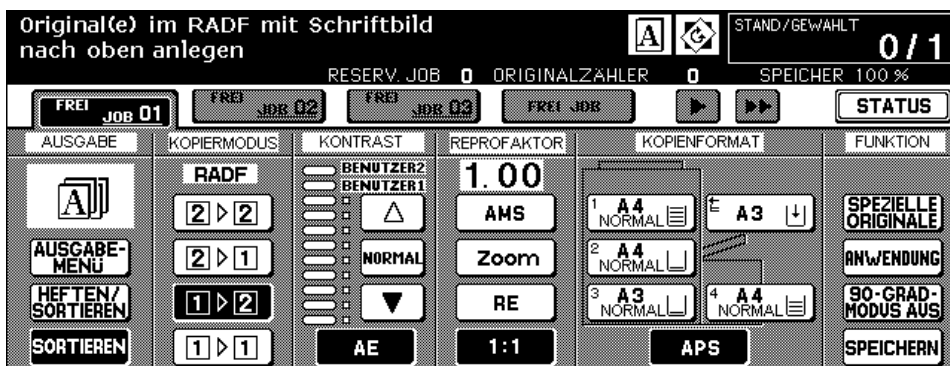 Original(e) im RADF mit Schriftbild
nach oben anlegen
A
STAND/GEWÄHLT
0/1
RESERV. JOB 0 ORIGINALZÄHLER 0 SPEICHER 100 %
FREI JOB 01
FREI JOB 02
FREI JOB 03
FREI JOB
STATUS
AUSGABE
KOPIERMODUS
KONTRAST
REPROFAKTOR
KOPIENFORMAT
FUNKTION
A
AUSGABE-
MENÜ
HEFTEN/
SORTIEREN
SORTIEREN
RADF
2 ▷ 2
2 ▷ 1
1 ▷ 2
1 ▷ 1
BENUTZER2
BENUTZER1
NORMAL
AE
1.00
AMS
Zoom
RE
1:1
1 A4
NORMAL
A3
2 A4
NORMAL
3 A3
NORMAL
4 A4
NORMAL
APS
SPEZIELLE
ORIGINALE
ANWENDUNG
90-GRAD-
MODUS AUS
SPEICHERN